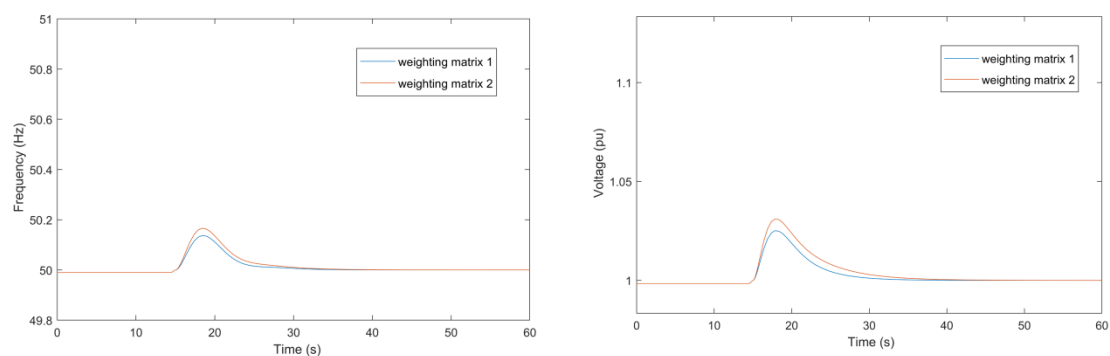 51
50.8
50.6
50.4
50.2
50
49.8
Frequency (Hz)
weighting matrix 1
weighting matrix 2
0 10 20 30 40 50 60
Time (s)
1.1
1.05
1
Voltage (pu)
weighting matrix 1
weighting matrix 2
0 10 20 30 40 50 60
Time (s)